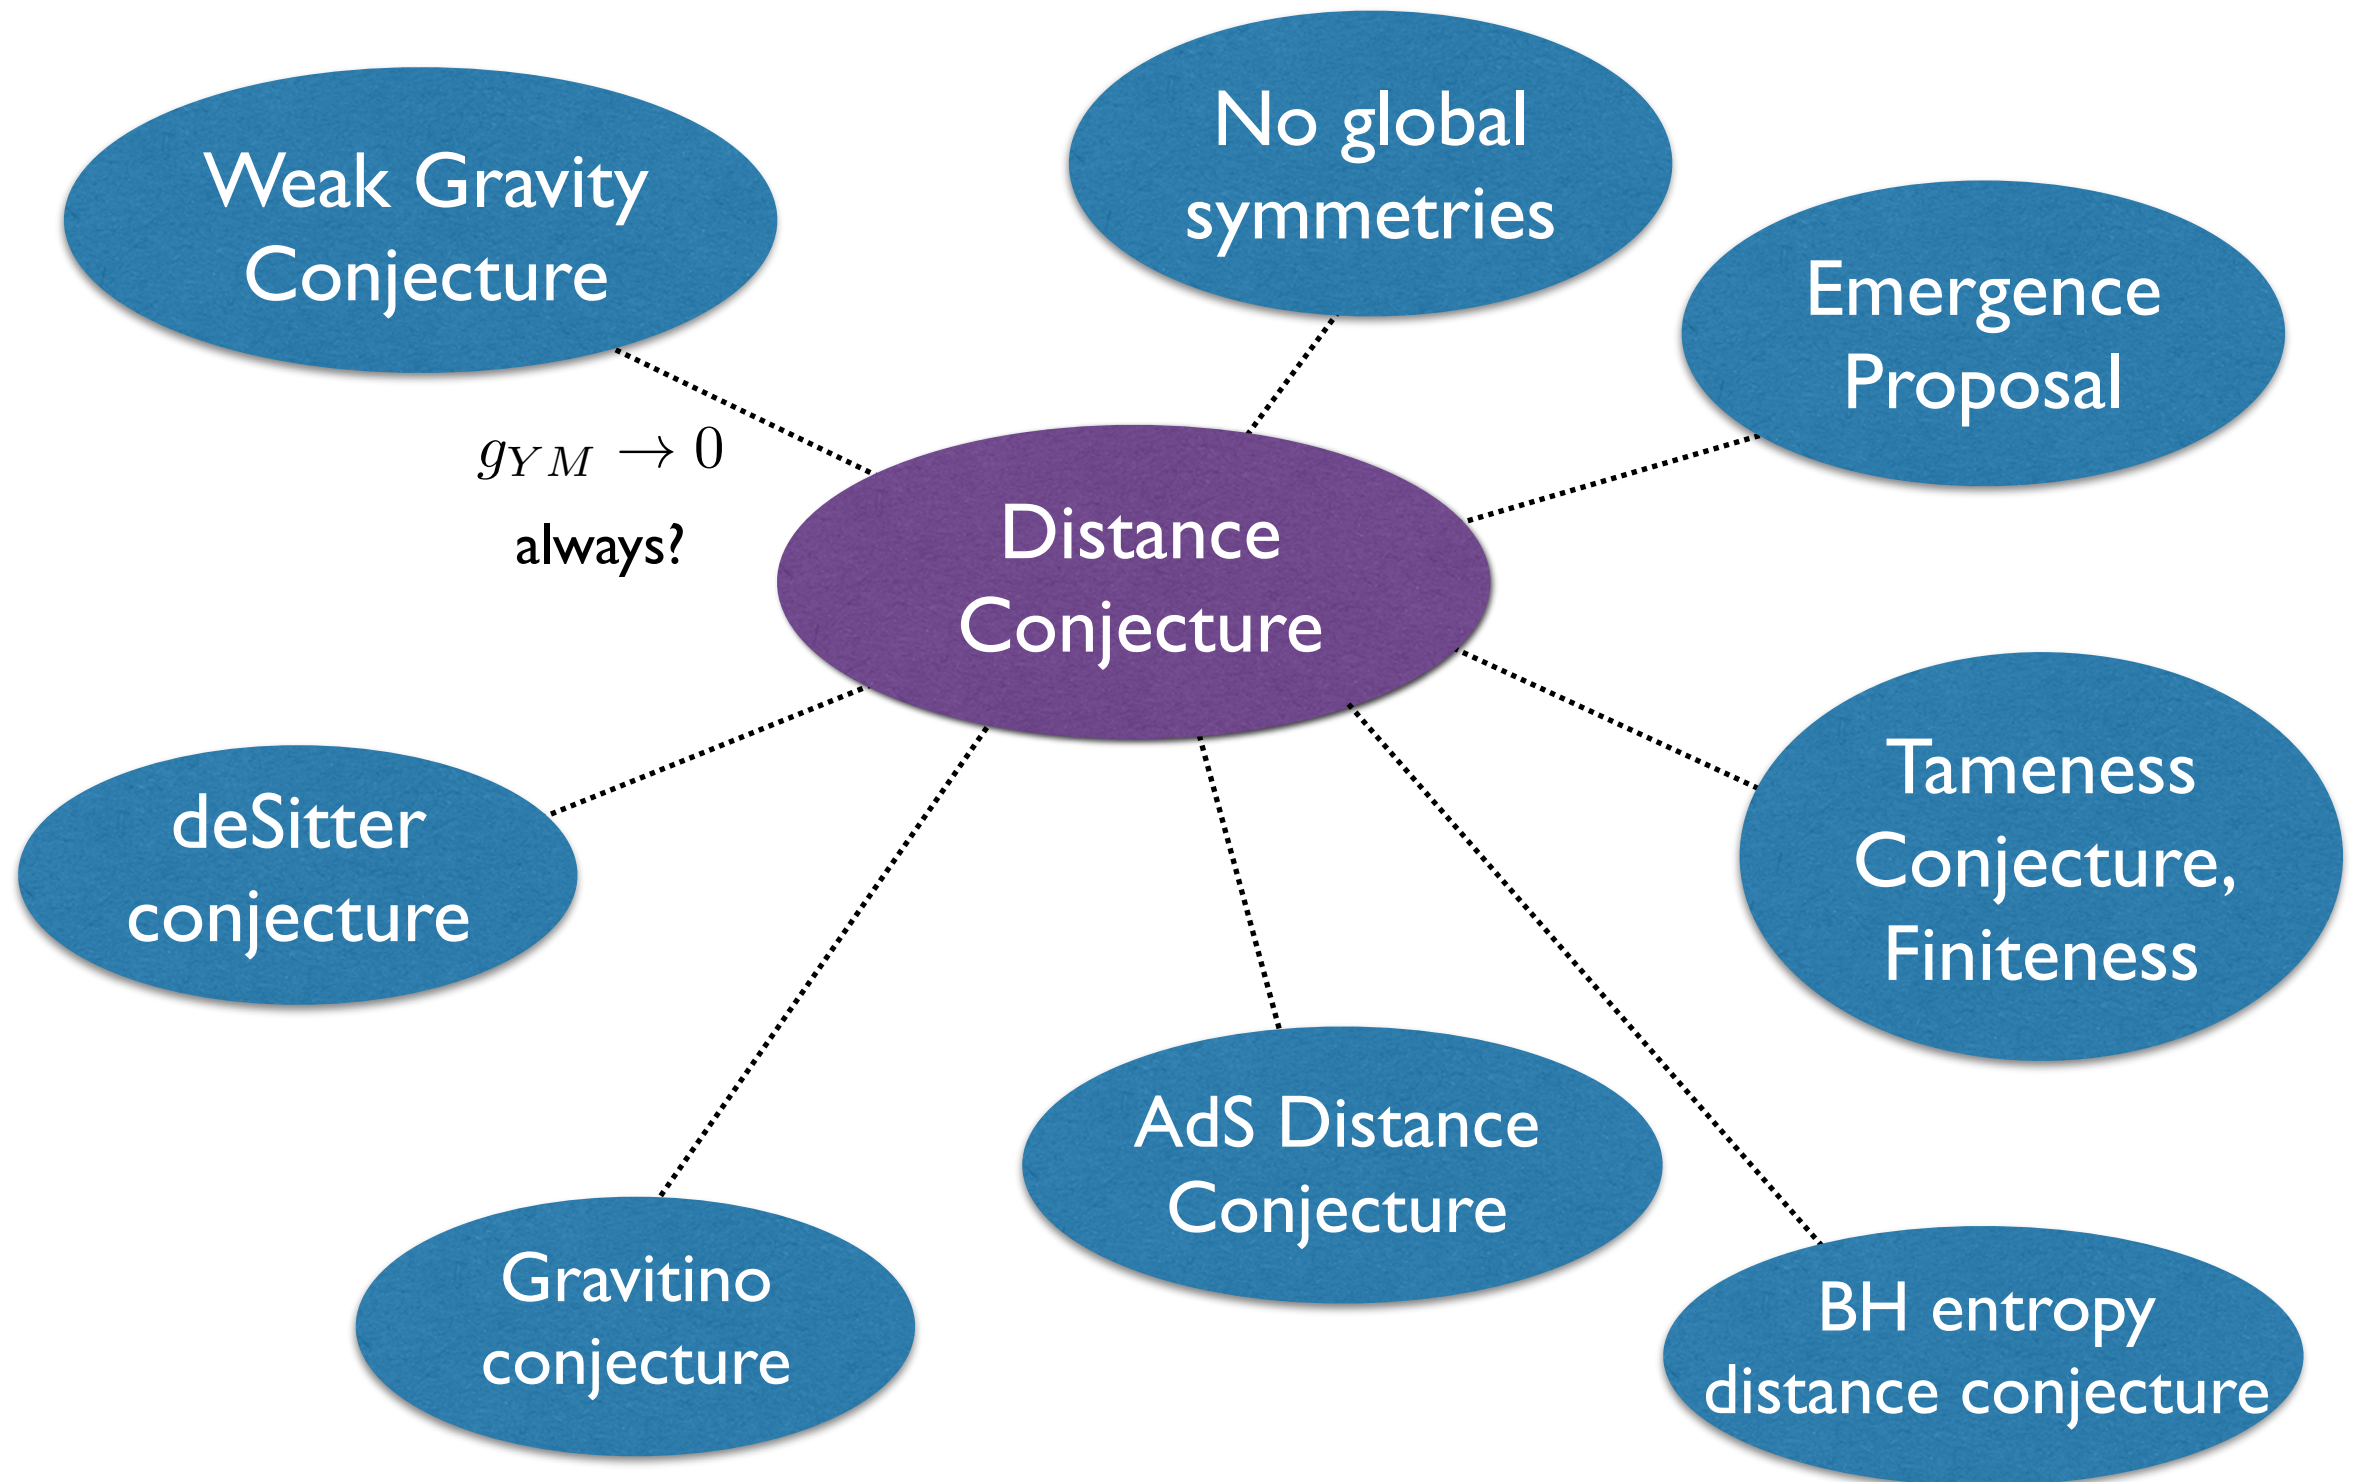 Weak Gravity
Conjecture
No global
symmetries
Emergence
Proposal
g_{YM} → 0
always?
Distance
Conjecture
deSitter
conjecture
Tameness
Conjecture,
Finiteness
AdS Distance
Conjecture
Gravitino
conjecture
BH entropy
distance conjecture